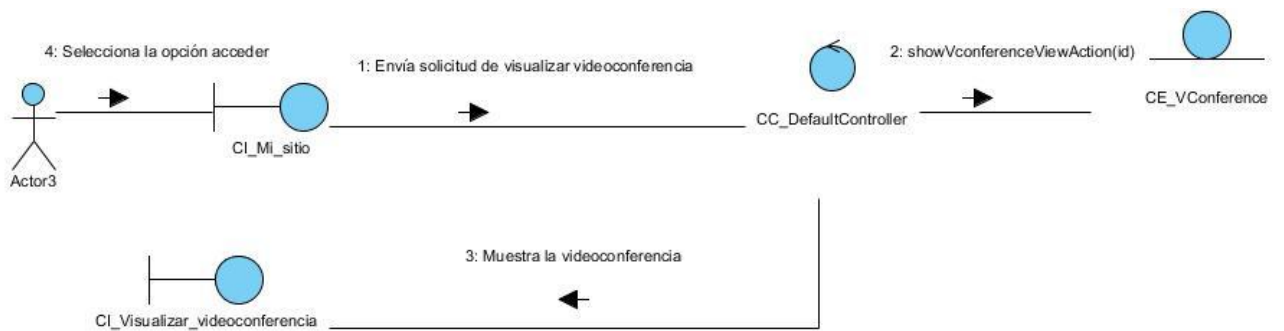 4: Selecciona la opción acceder
1: Envía solicitud de visualizar videoconferencia
2: showVconferenceViewAction(id)
CE_VConference
CC_DefaultController
CI_Mi_sitio
Actor3
3: Muestra la videoconferencia
CI_Visualizar_videoconferencia